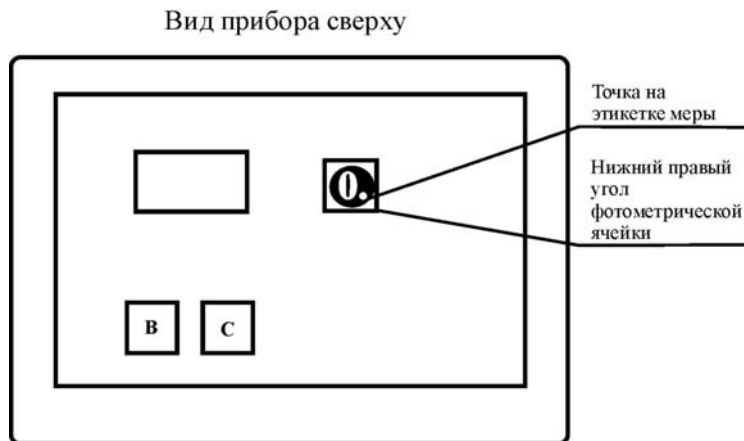 Вид прибора сверху
Точка на
этикетке меры
Нижний правый
угол
фотометрической
ячейки
0
В
С